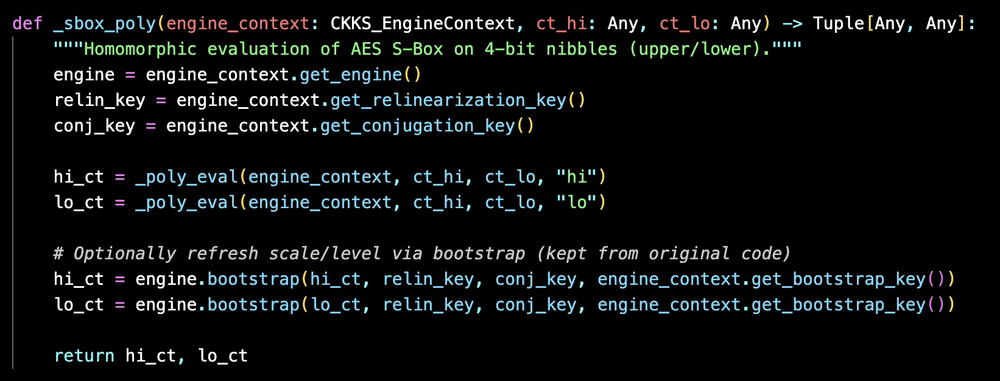 def _sbox_poly(engine_context: CKKS_EngineContext, ct_hi: Any, ct_lo: Any) -> Tuple[Any, Any]:
    """Homomorphic evaluation of AES S-Box on 4-bit nibbles (upper/lower)."""
    engine = engine_context.get_engine()
    relin_key = engine_context.get_relinearization_key()
    conj_key = engine_context.get_conjugation_key()

    hi_ct = _poly_eval(engine_context, ct_hi, ct_lo, "hi")
    lo_ct = _poly_eval(engine_context, ct_hi, ct_lo, "lo")

    # Optionally refresh scale/level via bootstrap (kept from original code)
    hi_ct = engine.bootstrap(hi_ct, relin_key, conj_key, engine_context.get_bootstrap_key())
    lo_ct = engine.bootstrap(lo_ct, relin_key, conj_key, engine_context.get_bootstrap_key())

    return hi_ct, lo_ct